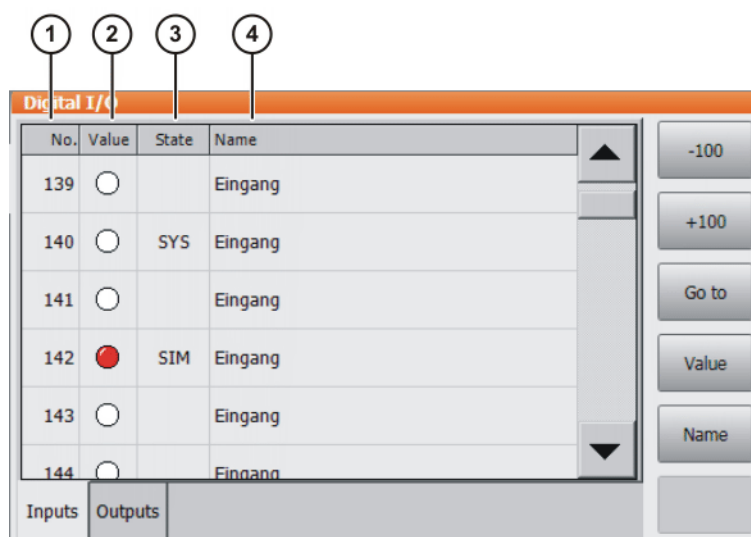 1 2 3 4
Digital I/O
No. Value State Name
139 Eingang
140 SYS Eingang
141 Eingang
142 SIM Eingang
143 Eingang
144 Eingang
-100
+100
Go to
Value
Name
Inputs Outputs